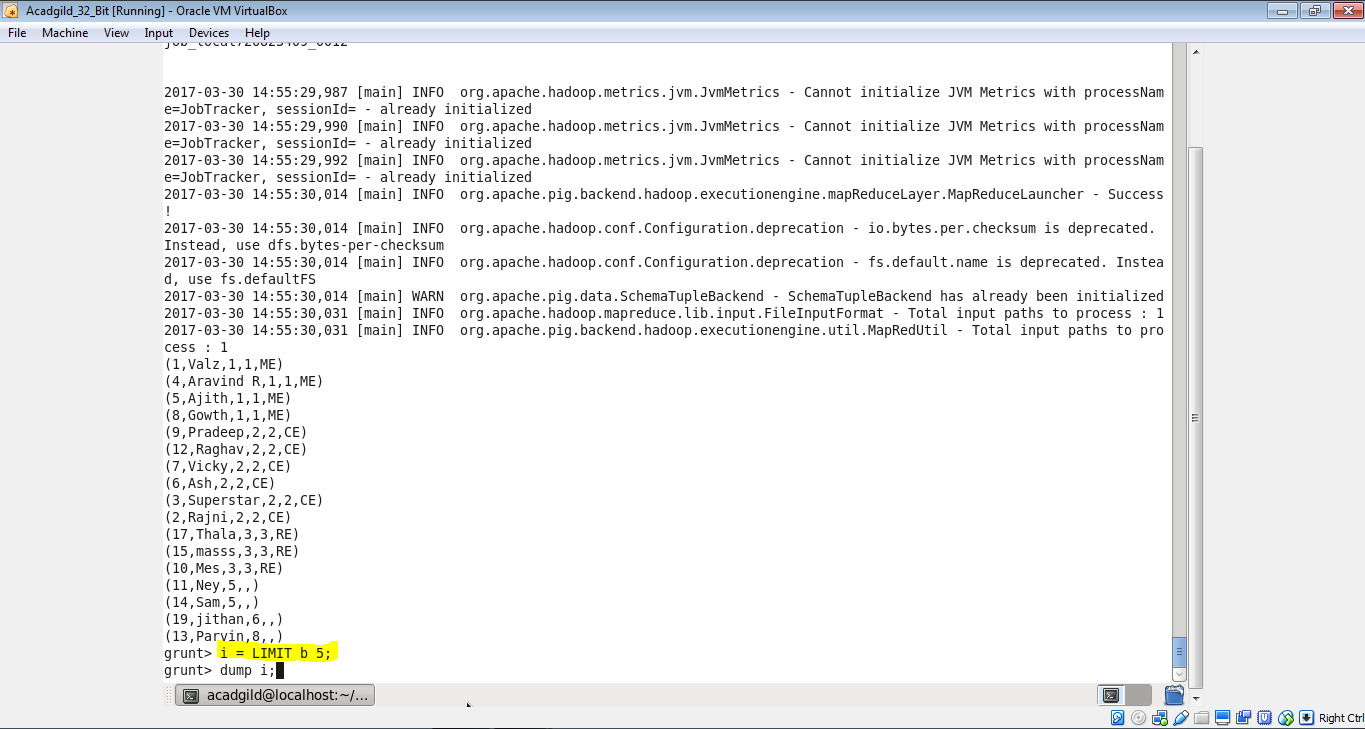 Acadgild_32_Bit [Running] - Oracle VM VirtualBox
File Machine View Input Devices Help
2017-03-30 14:55:29,987 [main] INFO  org.apache.hadoop.metrics.jvm.JvmMetrics - Cannot initialize JVM Metrics with processNam
e=JobTracker, sessionId= - already initialized
2017-03-30 14:55:29,990 [main] INFO  org.apache.hadoop.metrics.jvm.JvmMetrics - Cannot initialize JVM Metrics with processNam
e=JobTracker, sessionId= - already initialized
2017-03-30 14:55:29,992 [main] INFO  org.apache.hadoop.metrics.jvm.JvmMetrics - Cannot initialize JVM Metrics with processNam
e=JobTracker, sessionId= - already initialized
2017-03-30 14:55:30,014 [main] INFO  org.apache.pig.backend.hadoop.executionengine.mapReduceLayer.MapReduceLauncher - Success
!
2017-03-30 14:55:30,014 [main] INFO  org.apache.hadoop.conf.Configuration.deprecation - io.bytes.per.checksum is deprecated.
Instead, use dfs.bytes-per-checksum
2017-03-30 14:55:30,014 [main] INFO  org.apache.hadoop.conf.Configuration.deprecation - fs.default.name is deprecated. Instea
d, use fs.defaultFS
2017-03-30 14:55:30,014 [main] WARN  org.apache.pig.data.SchemaTupleBackend - SchemaTupleBackend has already been initialized
2017-03-30 14:55:30,031 [main] INFO  org.apache.hadoop.mapreduce.lib.input.FileInputFormat - Total input paths to process : 1
2017-03-30 14:55:30,031 [main] INFO  org.apache.pig.backend.hadoop.executionengine.util.MapRedUtil - Total input paths to pro
cess : 1
(1,Valz,1,1,ME)
(4,Aravind R,1,1,ME)
(5,Ajith,1,1,ME)
(8,Gowth,1,1,ME)
(9,Pradeep,2,2,CE)
(12,Raghav,2,2,CE)
(7,Vicky,2,2,CE)
(6,Ash,2,2,CE)
(3,Superstar,2,2,CE)
(2,Rajni,2,2,CE)
(17,Thala,3,3,RE)
(15,masss,3,3,RE)
(10,Mes,3,3,RE)
(11,Ney,5,,)
(14,Sam,5,,)
(19,jithan,6,,)
(13,Parvin,8,,)
grunt> i = LIMIT b 5;
grunt> dump i;
acadgild@localhost:~/...
Right Ctrl